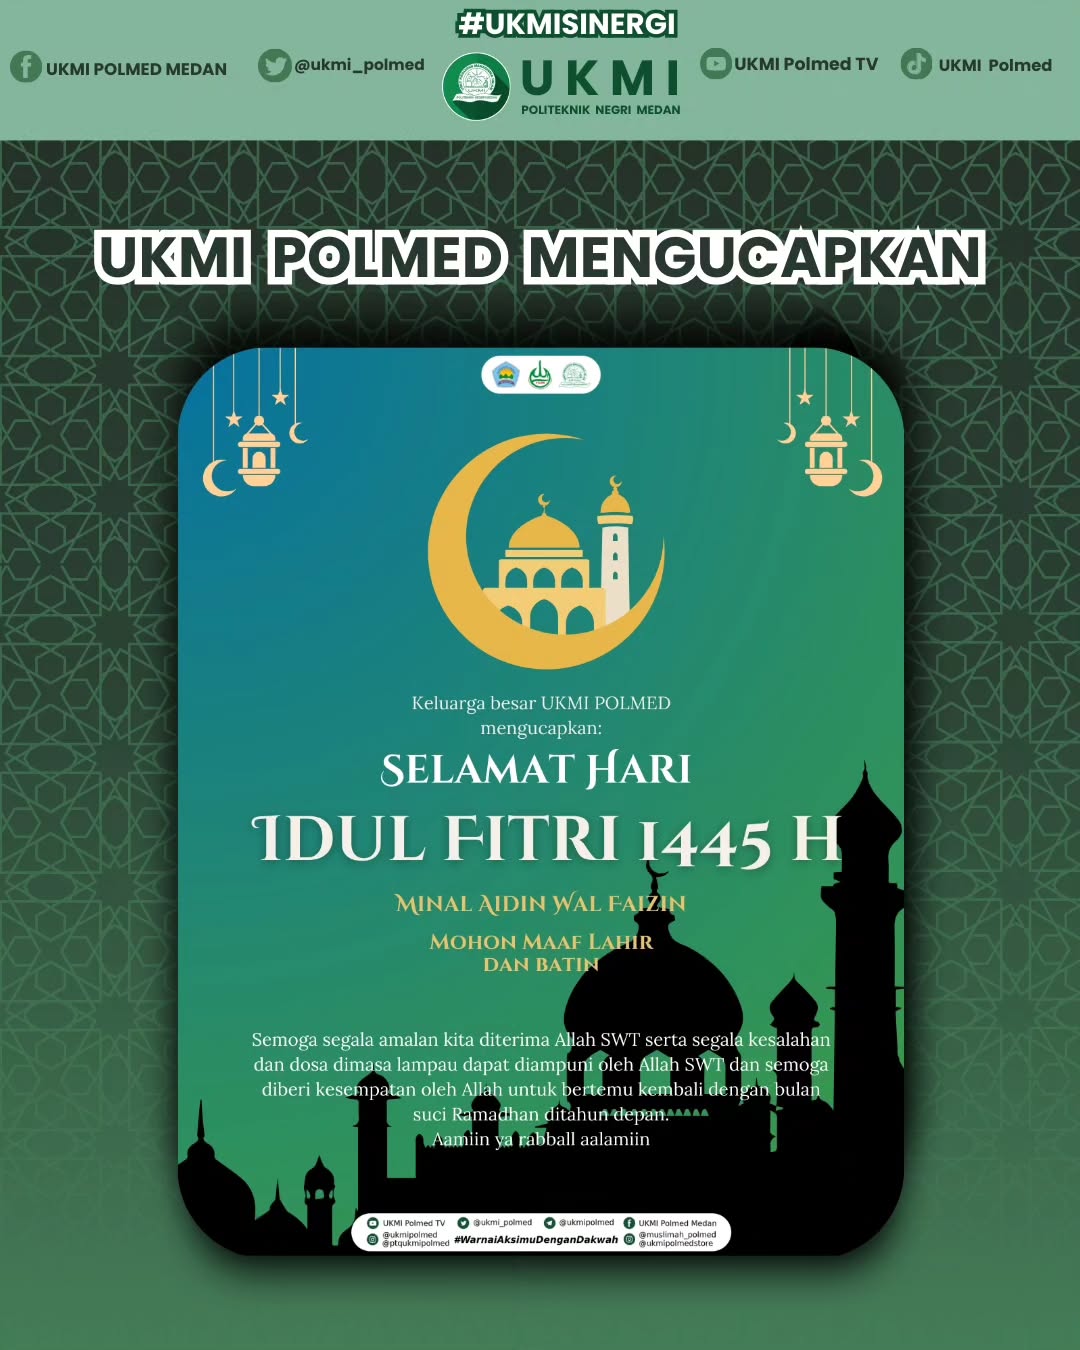 #UKMISINERGI
UKMI POLMED MEDAN
@ukmi_polmed
UKMI
POLITEKNIK NEGRI MEDAN
UKMI Polmed TV
UKMI Polmed
UKMI POLMED MENGUCAPKAN
Keluarga besar UKMI POLMED
mengucapkan:
Selamat Hari
Idul Fitri 1445 H
Minal Aidin Wal Faizin
Mohon Maaf Lahir
dan batin
Semoga segala amalan kita diterima Allah SWT serta segala kesalahan
dan dosa dimasa lampau dapat diampuni oleh Allah SWT dan semoga
diberi kesempatan oleh Allah untuk bertemu kembali dengan bulan
suci Ramadhan ditahun depan.
Aamiin ya rabball aalamiin
UKMI Polmed TV @ukmi_polmed @ukmipolmed UKMI Polmed Medan
@ukmipolmed
@ptqukmipolmed
#WarnaiAksimuDenganDakwah
@muslimah_polmed
@ukmipolmedstore